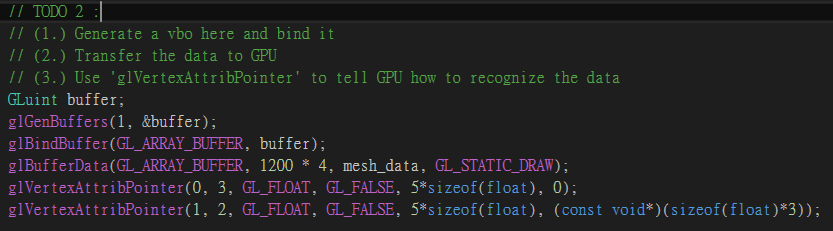 // TODO 2 :
// (1.) Generate a vbo here and bind it
// (2.) Transfer the data to GPU
// (3.) Use 'glVertexAttribPointer' to tell GPU how to recognize the data
GLuint buffer;
glGenBuffers(1, &buffer);
glBindBuffer(GL_ARRAY_BUFFER, buffer);
glBufferData(GL_ARRAY_BUFFER, 1200 * 4, mesh_data, GL_STATIC_DRAW);
glVertexAttribPointer(0, 3, GL_FLOAT, GL_FALSE, 5*sizeof(float), 0);
glVertexAttribPointer(1, 2, GL_FLOAT, GL_FALSE, 5*sizeof(float), (const void*)(sizeof(float)*3));